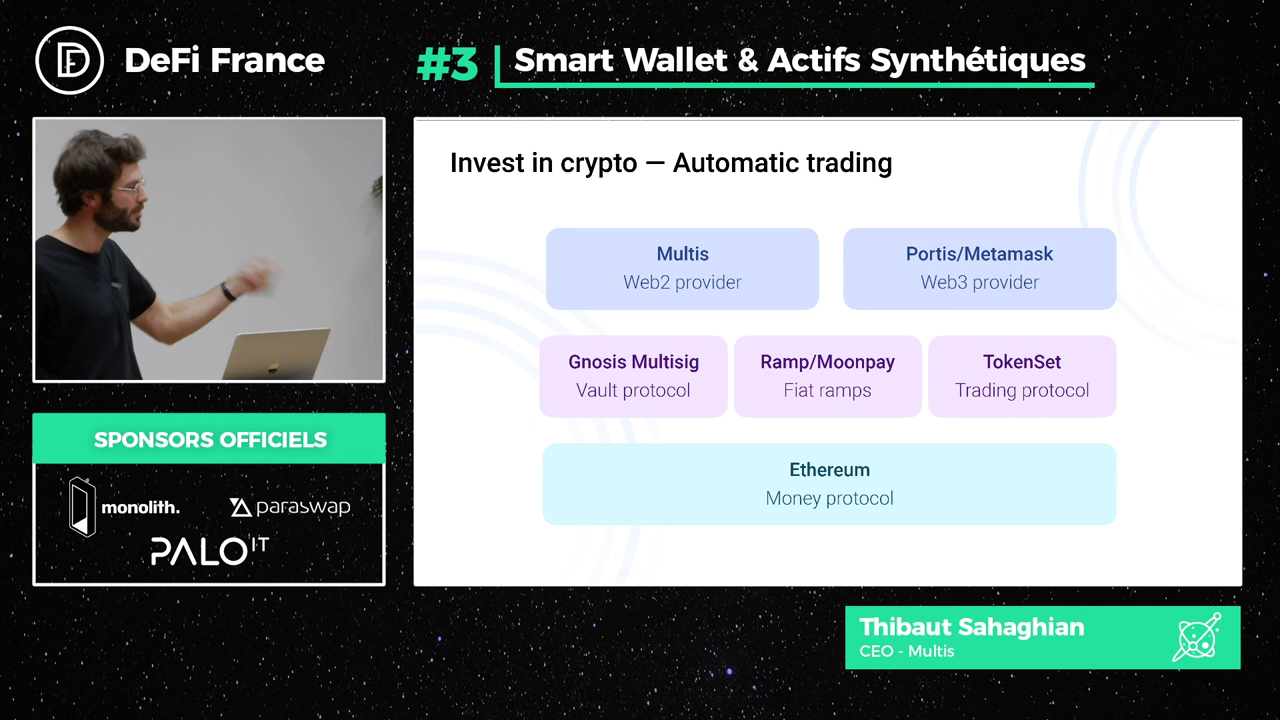 DeFi France
#3 Smart Wallet & Actifs Synthétiques
Invest in crypto — Automatic trading
Multis
Web2 provider
Portis/Metamask
Web3 provider
Gnosis Multisig
Vault protocol
Ramp/Moonpay
Fiat ramps
TokenSet
Trading protocol
Ethereum
Money protocol
SPONSORS OFFICIELS
monolith.
paraswap
PALO IT
Thibaut Sahaghian
CEO - Multis